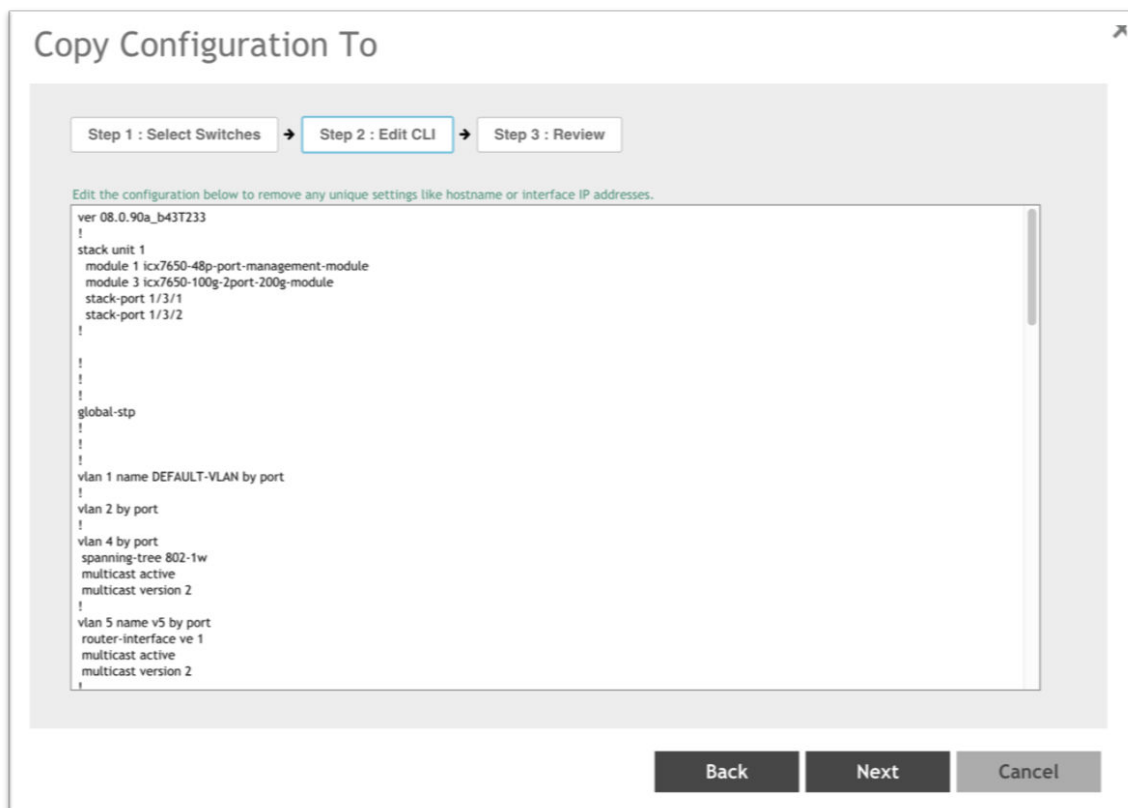 Copy Configuration To
Step 1 : Select Switches
Step 2 : Edit CLI
Step 3 : Review
Edit the configuration below to remove any unique settings like hostname or interface IP addresses.
ver 08.0.90a_b43T233
!
stack unit 1
module 1 icx7650-48p-port-management-module
module 3 icx7650-100g-2port-200g-module
stack-port 1/3/1
stack-port 1/3/2
!
!
!
!
global-stp
!
!
!
vlan 1 name DEFAULT-VLAN by port
!
vlan 2 by port
!
vlan 4 by port
spanning-tree 802-1w
multicast active
multicast version 2
!
vlan 5 name v5 by port
router-interface ve 1
multicast active
multicast version 2
!
Back
Next
Cancel